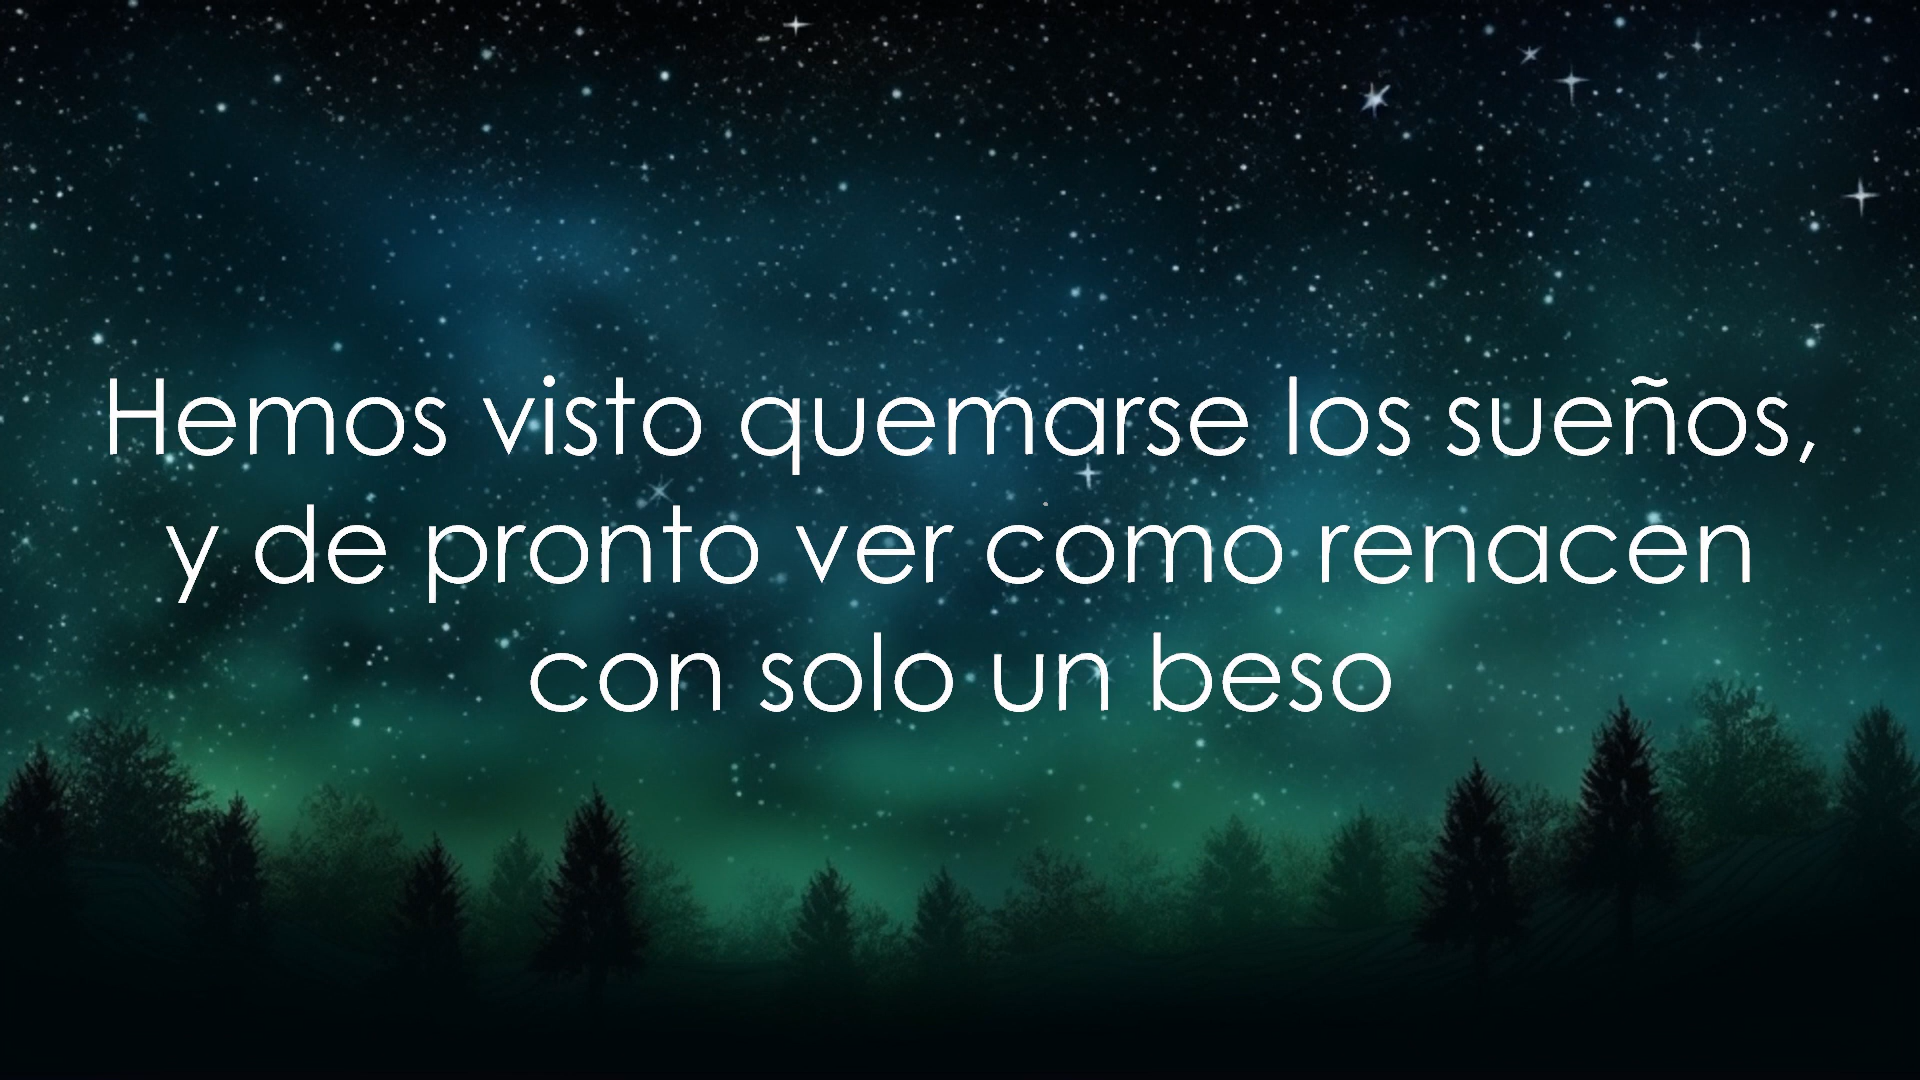 Hemos visto quemarse los sueños,
y de pronto ver como renacen
con solo un beso